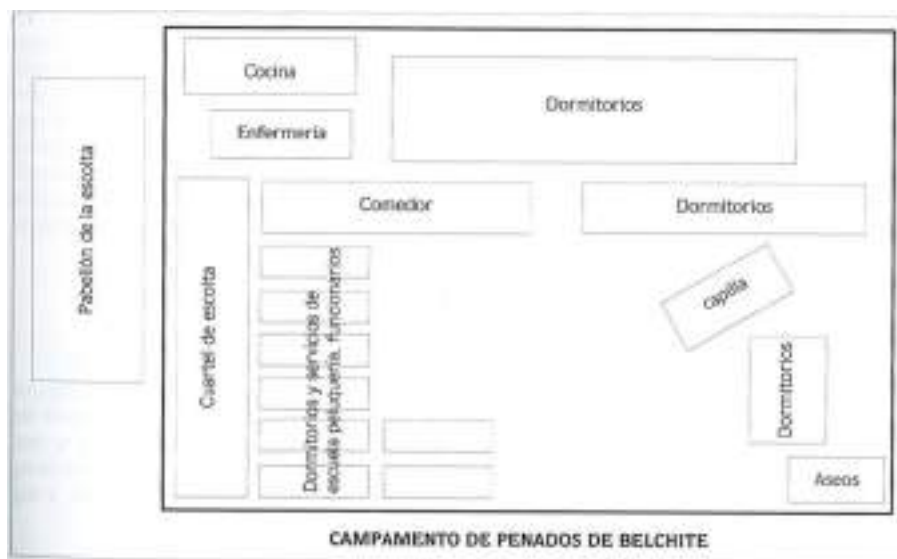 Cocina
Dormitorios
Enfermería
Pabellón de la escolta
Cuartel de escolta
Comedor
Dormitorios
Dormitorios y servicios de
escuela peluquería, funcionarios
capilla
Dormitorios
Aseos
CAMPAMENTO DE PENADOS DE BELCHITE